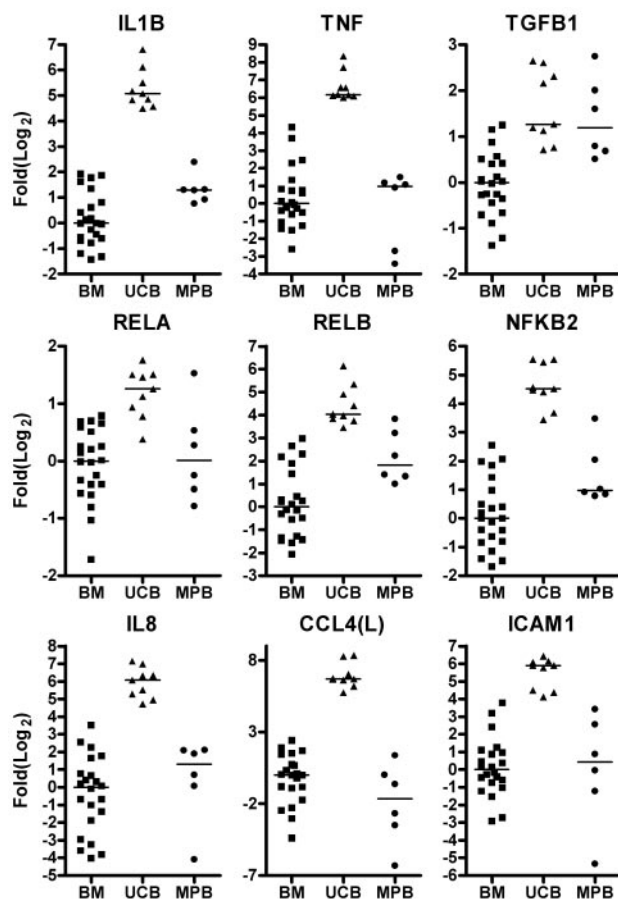 IL1B TNF TGFB1
Fold(Log2)
7 6 5 4 3 2 1 0 -1 -2
9 8 7 6 5 4 3 2 1 0 -1 -2 -3 -4
3 2 1 0 -1 -2
BM UCB MPB BM UCB MPB BM UCB MPB
RELA RELB NFKB2
Fold(Log2)
2 1 0 -1 -2
7 6 5 4 3 2 1 0 -1 -2 -3
6 5 4 3 2 1 0 -1 -2
BM UCB MPB BM UCB MPB BM UCB MPB
IL8 CCL4(L) ICAM1
Fold(Log2)
8 7 6 5 4 3 2 1 0 -1 -2 -3 -4 -5
8 3 -2 -7
7 6 5 4 3 2 1 0 -1 -2 -3 -4 -5 -6
BM UCB MPB BM UCB MPB BM UCB MPB